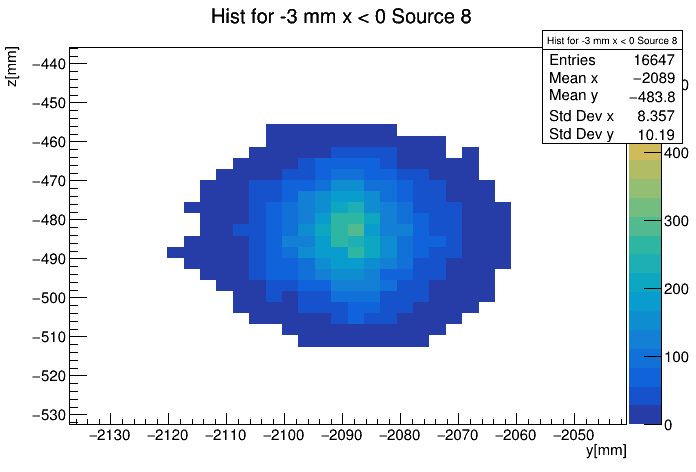 Hist for -3 mm x < 0 Source 8
z[mm]
Hist for -3 mm x < 0 Source 8
Entries 16647
Mean x −2089
Mean y −483.8
Std Dev x 8.357
Std Dev y 10.19
−440
−450
−460
−470
−480
−490
−500
−510
−520
−530
0
400
300
200
100
0
−2130 −2120 −2110 −2100 −2090 −2080 −2070 −2060 −2050
y[mm]